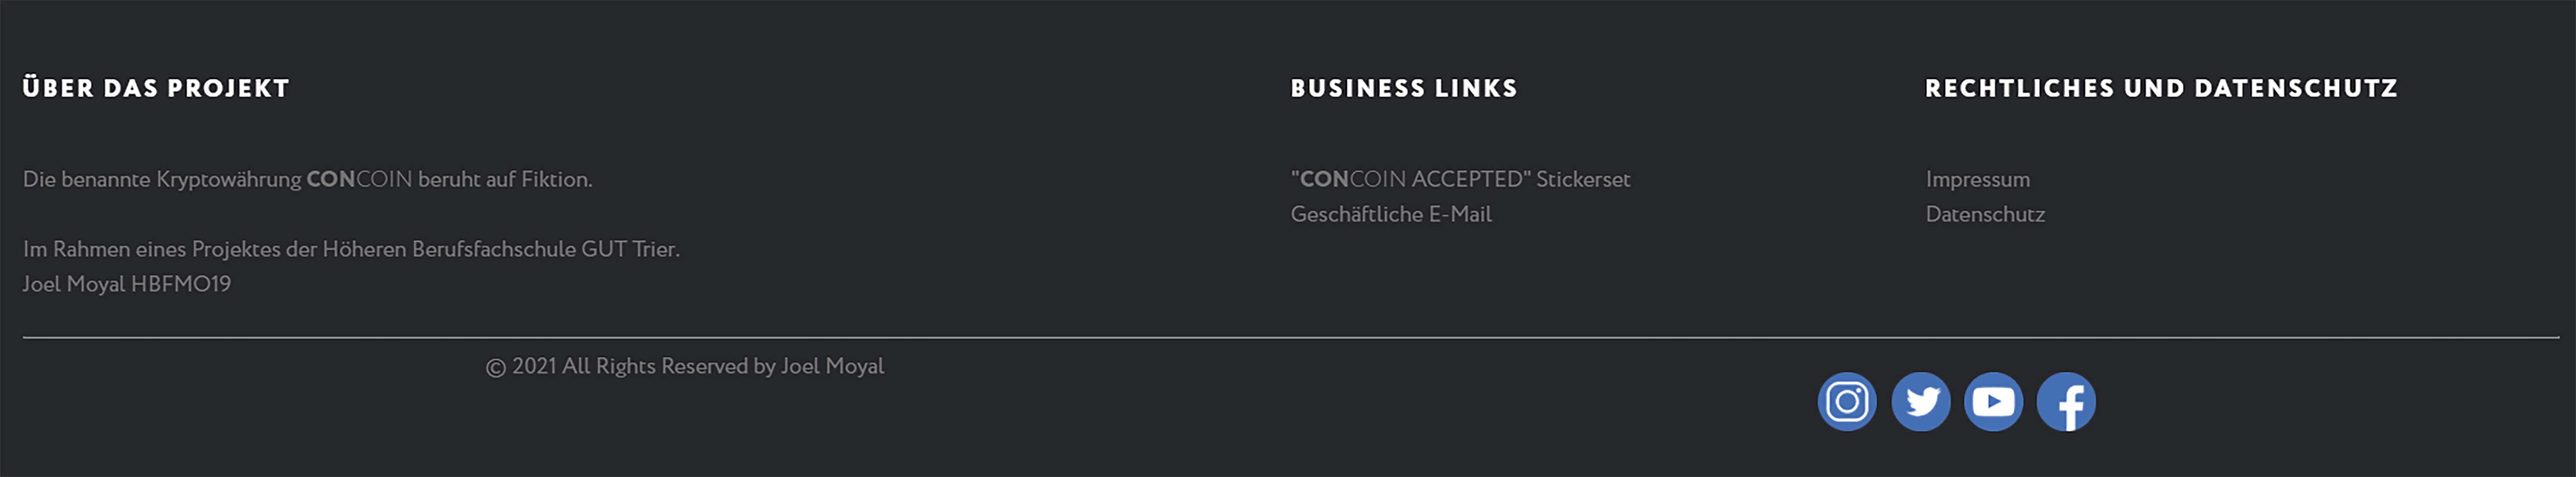 ÜBER DAS PROJEKT
Die benannte Kryptowährung CONCOIN beruht auf Fiktion.
Im Rahmen eines Projektes der Höheren Berufsfachschule GUT Trier.
Joel Moyal HBFMO19
BUSINESS LINKS
"CONCOIN ACCEPTED" Stickerset
Geschäftliche E-Mail
RECHTLICHES UND DATENSCHUTZ
Impressum
Datenschutz
© 2021 All Rights Reserved by Joel Moyal